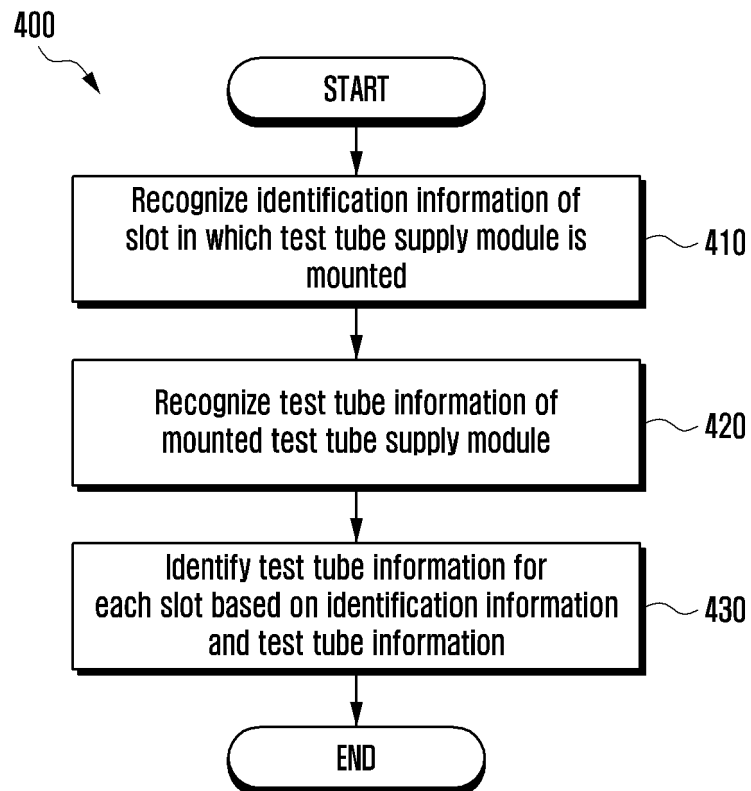 400
START
Recognize identification information of
slot in which test tube supply module is
mounted
410
Recognize test tube information of
mounted test tube supply module
420
Identify test tube information for
each slot based on identification information
and test tube information
430
END